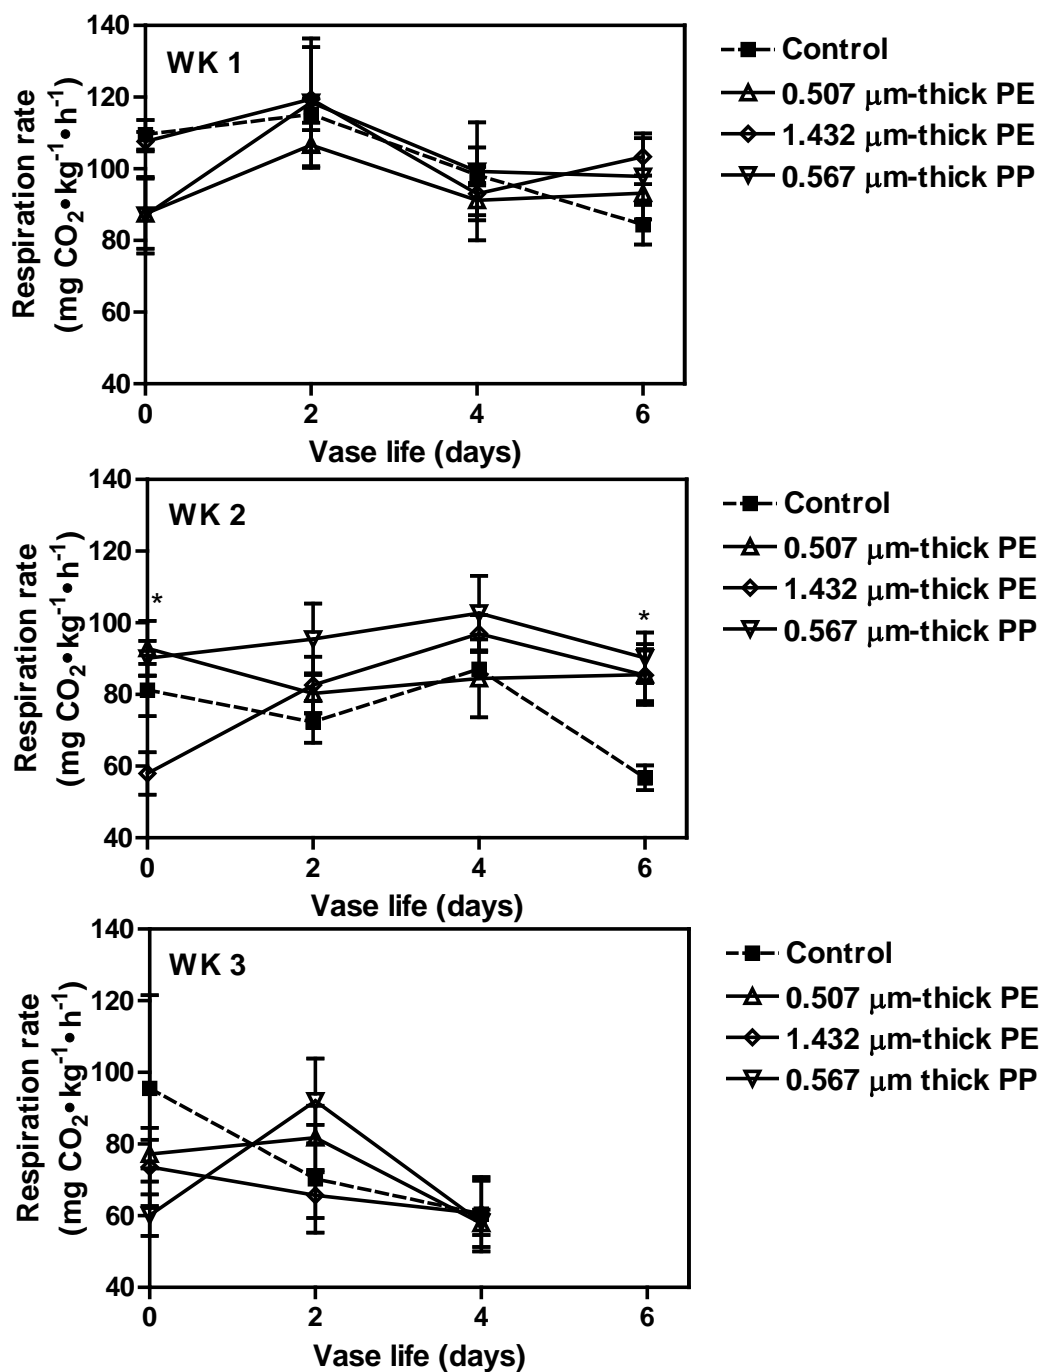 140
120
100
80
60
40
0
2
4
6
WK 1
Respiration rate
(mg CO₂•kg⁻¹•h⁻¹)
Vase life (days)
Control
0.507 μm-thick PE
1.432 μm-thick PE
0.567 μm-thick PP
140
120
100
80
60
40
0
2
4
6
WK 2
*
*
Respiration rate
(mg CO₂•kg⁻¹•h⁻¹)
Vase life (days)
Control
0.507 μm-thick PE
1.432 μm-thick PE
0.567 μm-thick PP
140
120
100
80
60
40
0
2
4
6
WK 3
Respiration rate
(mg CO₂•kg⁻¹•h⁻¹)
Vase life (days)
Control
0.507 μm-thick PE
1.432 μm-thick PE
0.567 μm thick PP